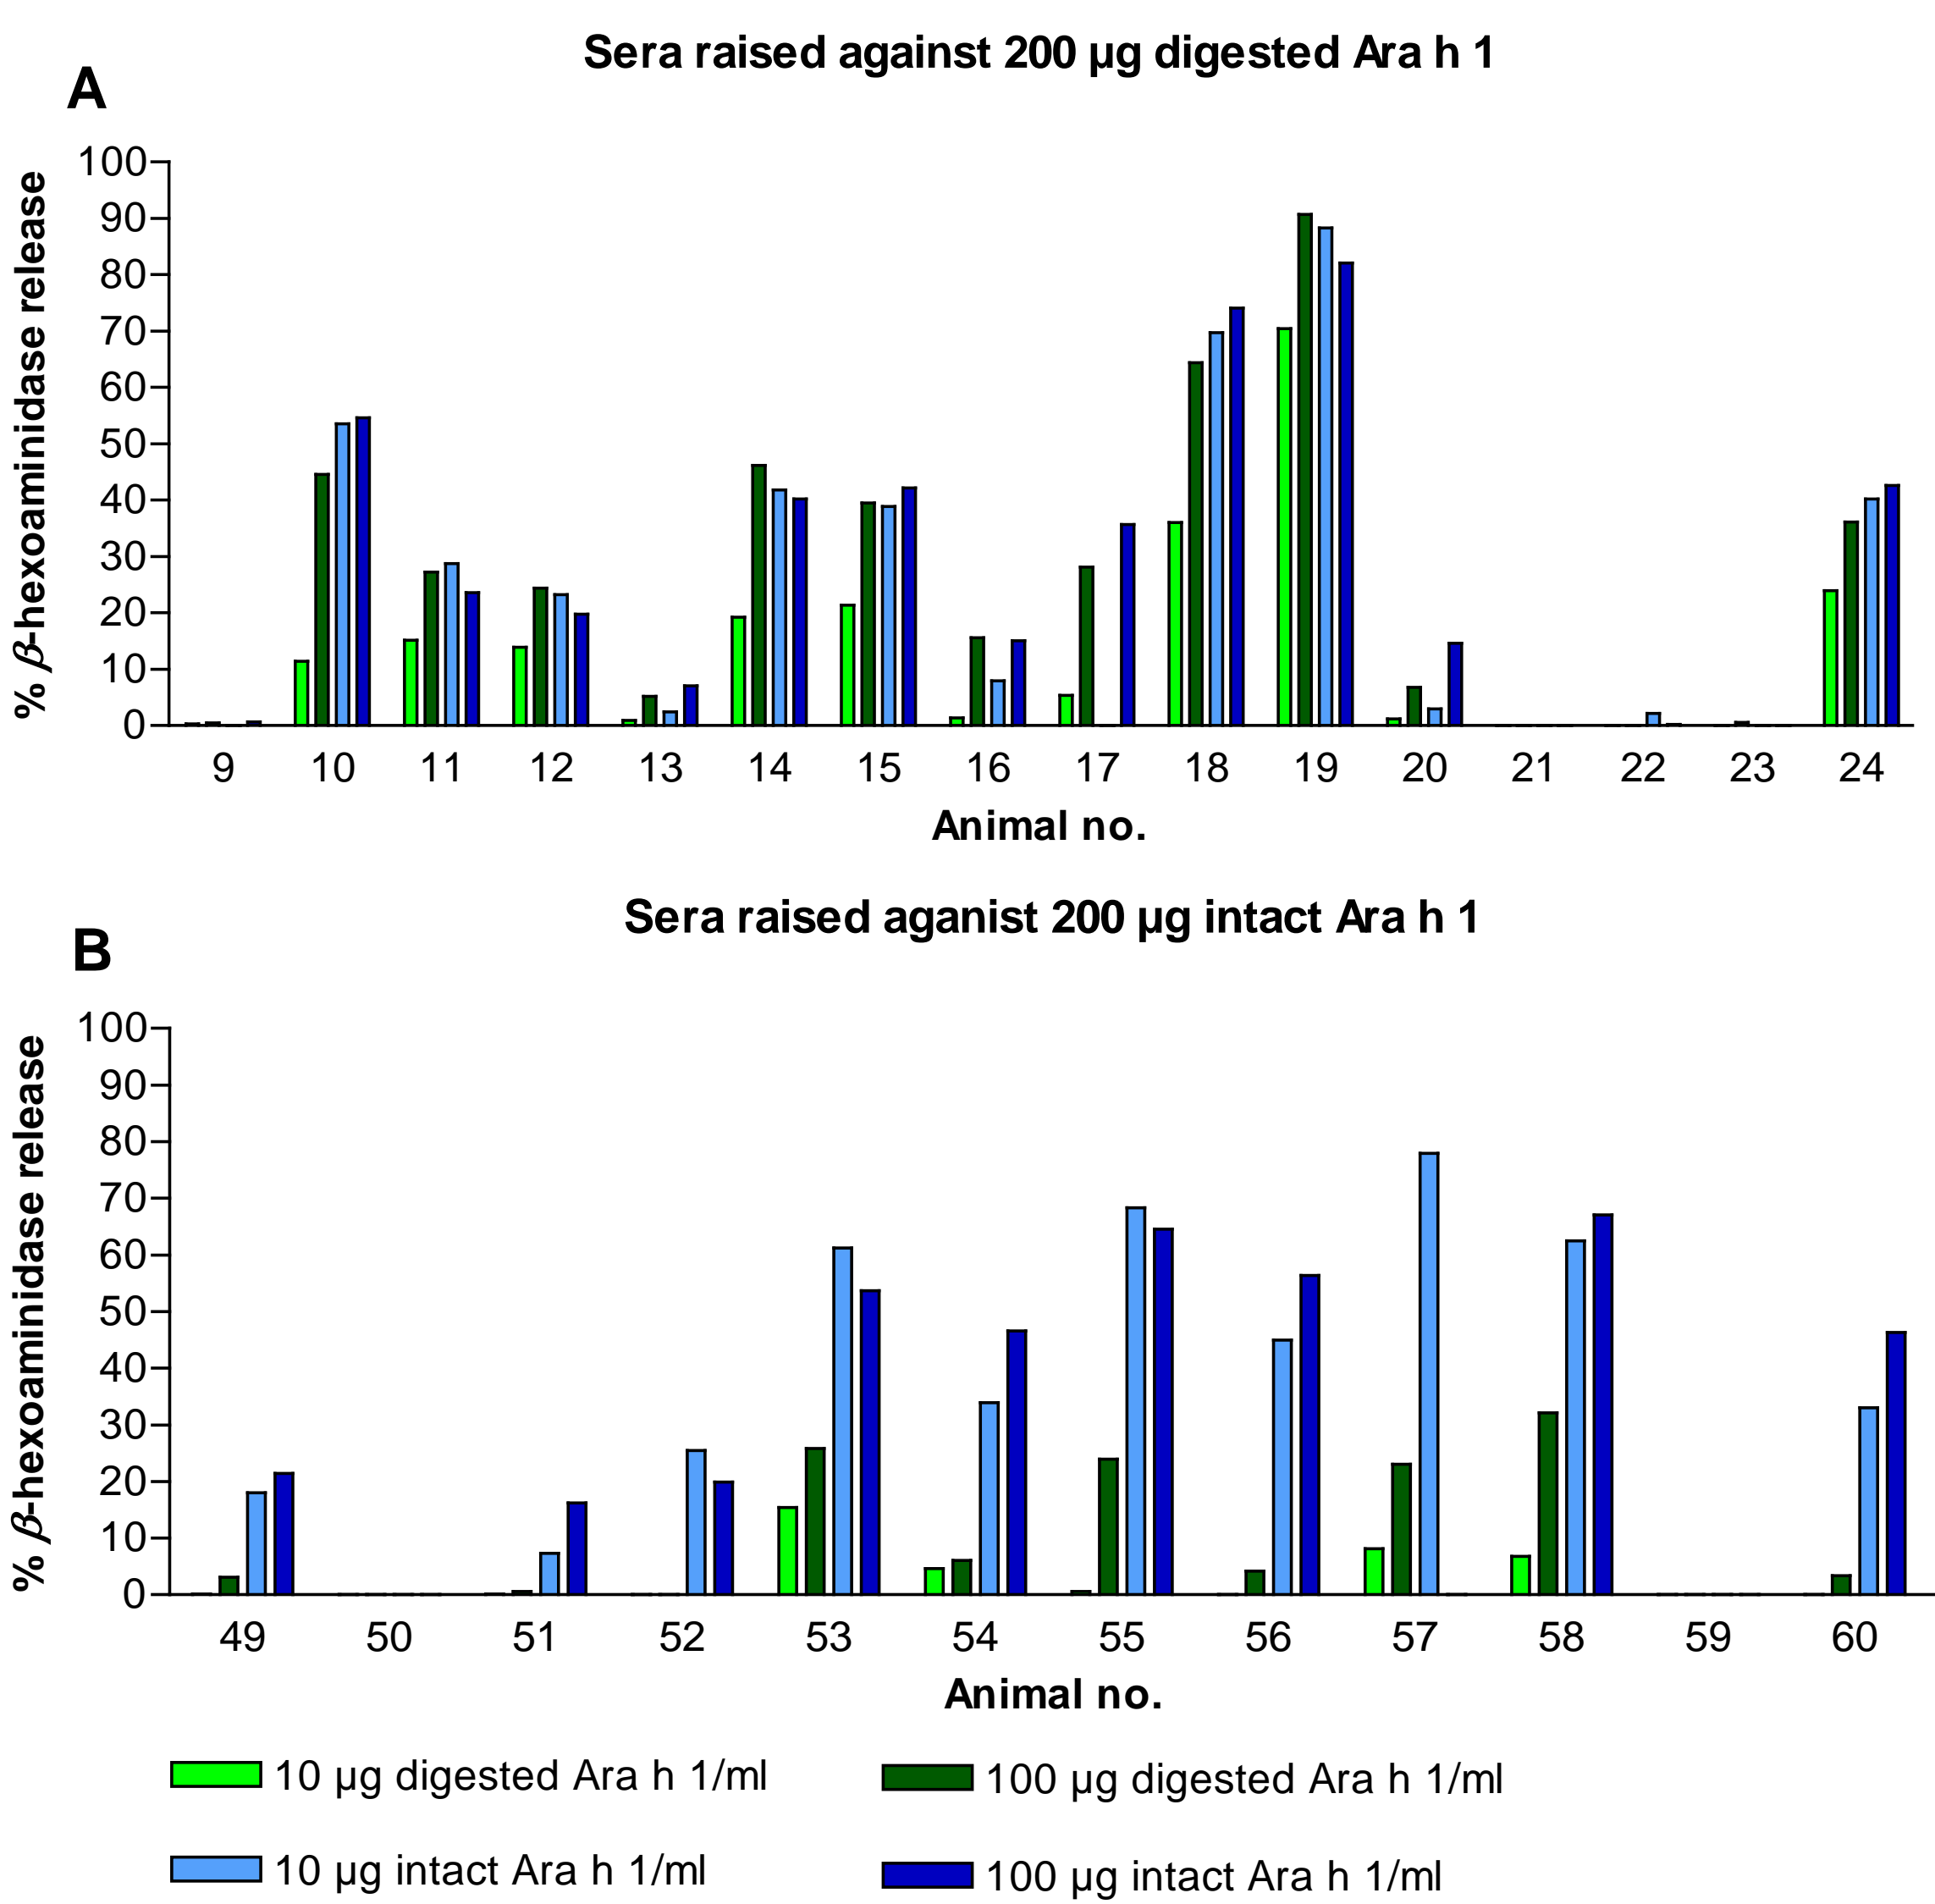 Sera raised against 200 µg digested Ara h 1
A
% β-hexoaminidase release
100
90
80
70
60
50
40
30
20
10
0
9 10 11 12 13 14 15 16 17 18 19 20 21 22 23 24
Animal no.
Sera raised aganist 200 µg intact Ara h 1
B
% β-hexoaminidase release
100
90
80
70
60
50
40
30
20
10
0
49 50 51 52 53 54 55 56 57 58 59 60
Animal no.
10 µg digested Ara h 1/ml
100 µg digested Ara h 1/ml
10 µg intact Ara h 1/ml
100 µg intact Ara h 1/ml